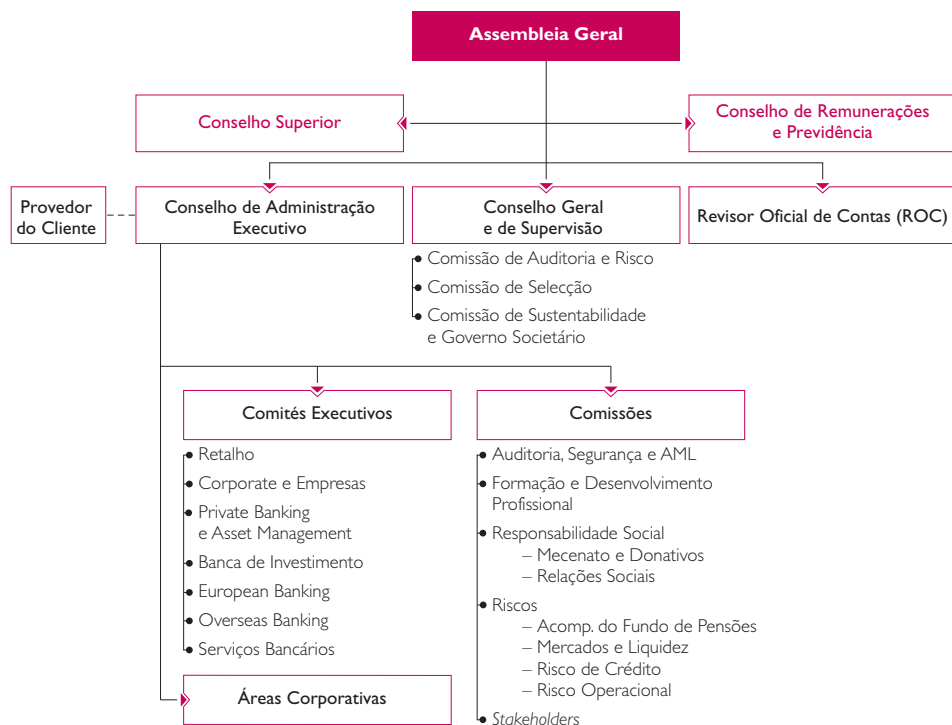 Assembleia Geral
Conselho Superior
Conselho de Remunerações
e Previdência
Provedor
do Cliente
Conselho de Administração
Executivo
Conselho Geral
e de Supervisão
Revisor Oficial de Contas (ROC)
Comissão de Auditoria e Risco
Comissão de Selecção
Comissão de Sustentabilidade
e Governo Societário
Comités Executivos
Retalho
Corporate e Empresas
Private Banking
e Asset Management
Banca de Investimento
European Banking
Overseas Banking
Serviços Bancários
Áreas Corporativas
Comissões
Auditoria, Segurança e AML
Formação e Desenvolvimento
Profissional
Responsabilidade Social
– Mecenato e Donativos
– Relações Sociais
Riscos
– Acomp. do Fundo de Pensões
– Mercados e Liquidez
– Risco de Crédito
– Risco Operacional
Stakeholders